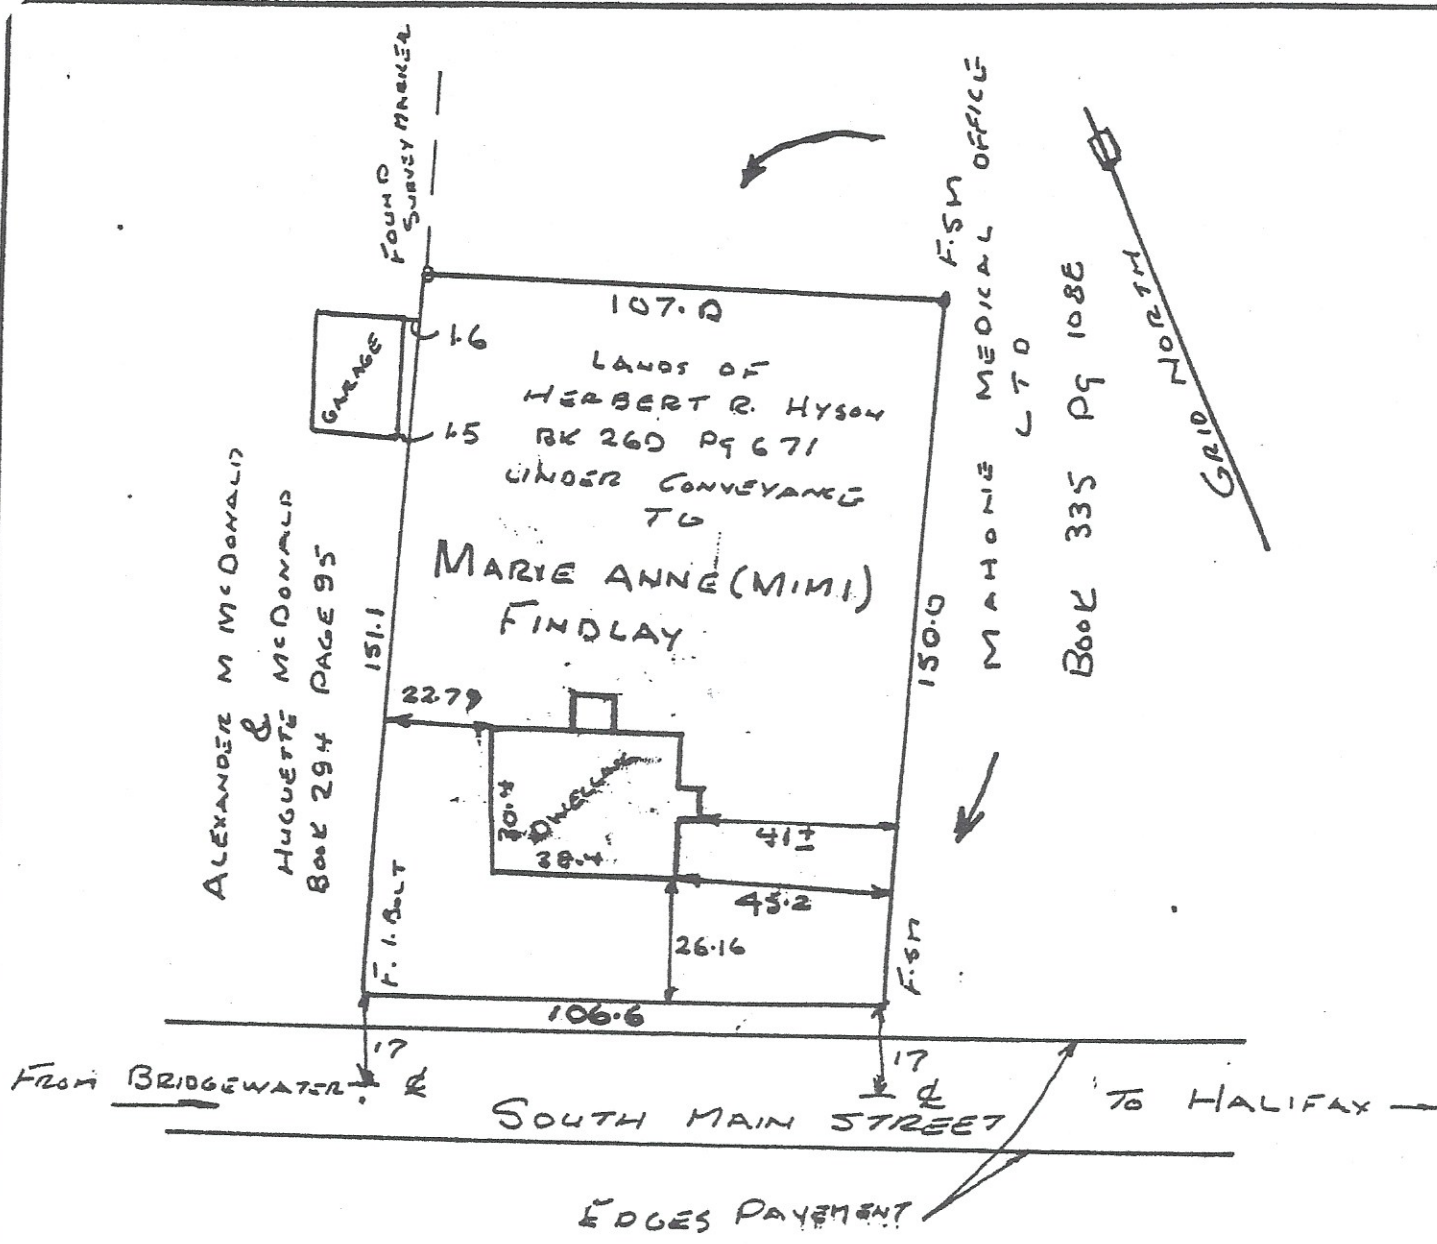 FOUND
SURVEY MARKER
F.SM
MAHONE MEDICAL OFFICE
LTD
BOOK 335 Pg 1088
GRID NORTH
107.0
GARAGE
1.6
1.5
LANDS OF
HERBERT R. HYSON
BK 260 Pg 671
UNDER CONVEYANCE
TO
MARIE ANNE (MIMI)
FINDLAY
ALEXANDER M McDONALD
&
HUGUETTE McDONALD
BOOK 294 PAGE 95
151.1
150.0
22.79
30.4
DWELLING
38.4
41±
45.2
26.16
F. I. BOLT
F.SM
106.6
17
17
FROM BRIDGEWATER
℄
℄
SOUTH MAIN STREET
TO HALIFAX
EDGES PAVEMENT